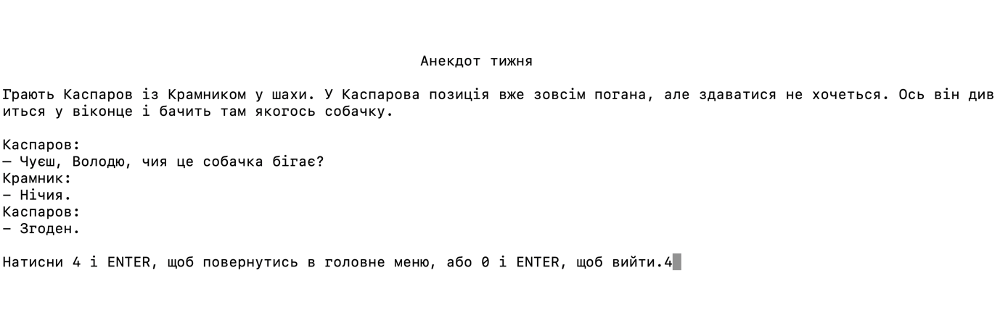 Анекдот тижня
Грають Каспаров із Крамником у шахи. У Каспарова позиція вже зовсім погана, але здаватися не хочеться. Ось він див
иться у віконце і бачить там якогось собачку.
Каспаров:
— Чуєш, Володю, чия це собачка бігає?
Крамник:
– Нічия.
Каспаров:
– Згоден.
Натисни 4 і ENTER, щоб повернутись в головне меню, або 0 і ENTER, щоб вийти.4